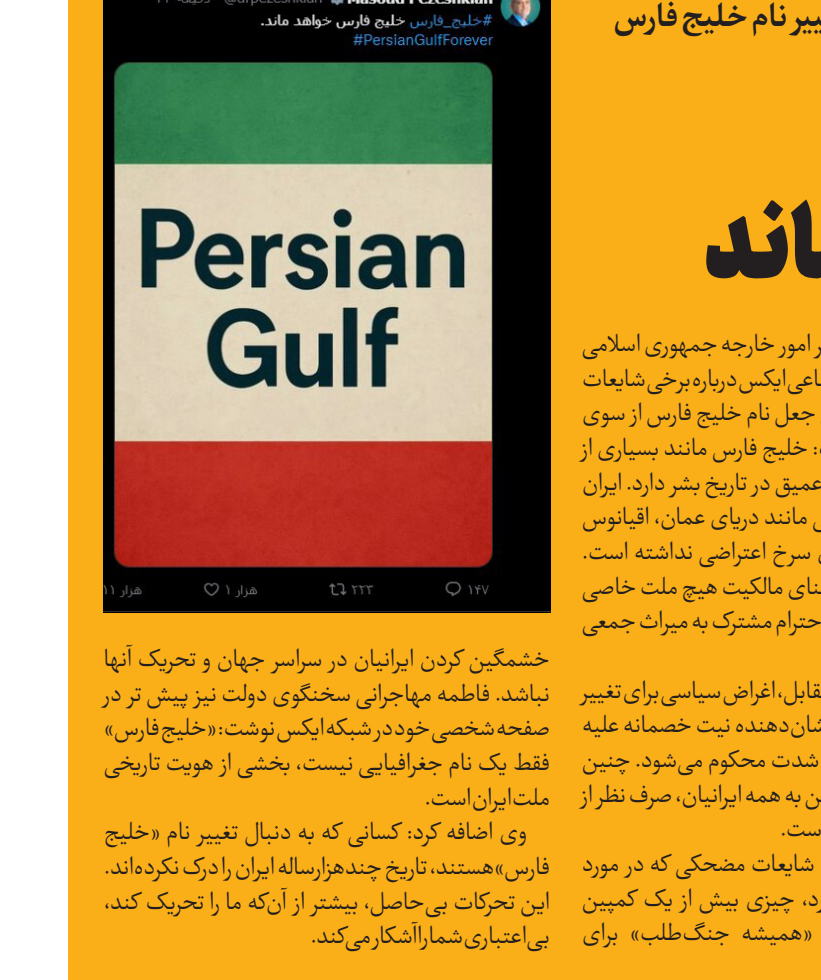 ییر نام خلیج فارس
اند
ر امور خارجه جمهوری اسلامی
اعی ایکس درباره برخی شایعات
جعل نام خلیج فارس از سوی
: خلیج فارس مانند بسیاری از
عمیق در تاریخ بشر دارد. ایران
ی مانند دریای عمان، اقیانوس
سرخ اعتراضی نداشته است.
نای مالکیت هیچ ملت خاصی
احترام مشترک به میراث جمعی
قابل، اغراض سیاسی برای تغییر
شان‌دهنده نیت خصمانه علیه
شدت محکوم می‌شود. چنین
ن به همه ایرانیان، صرف نظر از
است.
شایعات مضحکی که در مورد
رد، چیزی بیش از یک کمپین
«همیشه جنگ‌طلب» برای
Masoud Pezeshkian @drpezeshkian
#خلیج_فارس خلیج فارس خواهد ماند.
#PersianGulfForever
Persian
Gulf
۱۴۷ ۲۲۳ ۱ هزار ۱۱ هزار
خشمگین کردن ایرانیان در سراسر جهان و تحریک آنها
نباشد. فاطمه مهاجرانی سخنگوی دولت نیز پیش تر در
صفحه شخصی خود در شبکه ایکس نوشت: «خلیج فارس»
فقط یک نام جغرافیایی نیست، بخشی از هویت تاریخی
ملت ایران است.
وی اضافه کرد: کسانی که به دنبال تغییر نام «خلیج
فارس» هستند، تاریخ چندهزارساله ایران را درک نکرده‌اند.
این تحرکات بی‌حاصل، بیشتر از آن‌که ما را تحریک کند،
بی‌اعتباری شما را آشکار می‌کند.